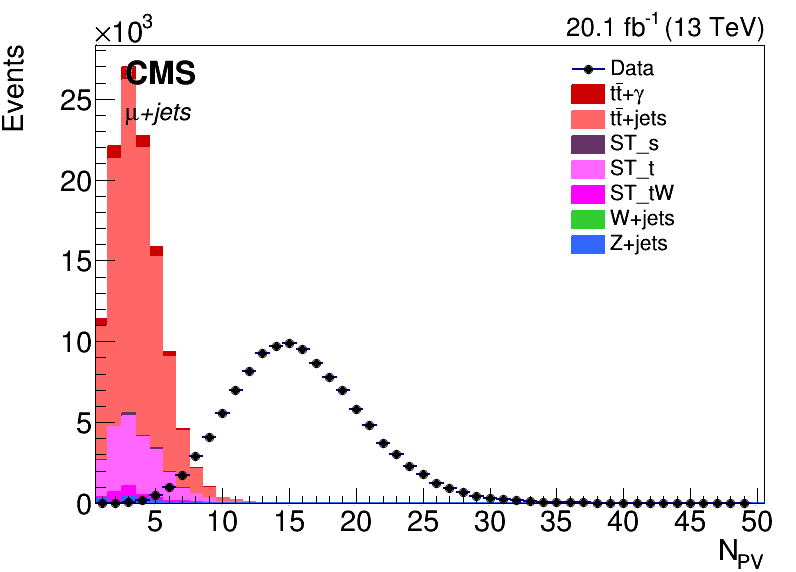 ×10³
20.1 fb⁻¹ (13 TeV)
Events
CMS
μ+jets
Data
tt̄+γ
tt̄+jets
ST_s
ST_t
ST_tW
W+jets
Z+jets
25
20
15
10
5
0
5 10 15 20 25 30 35 40 45 50
N_PV